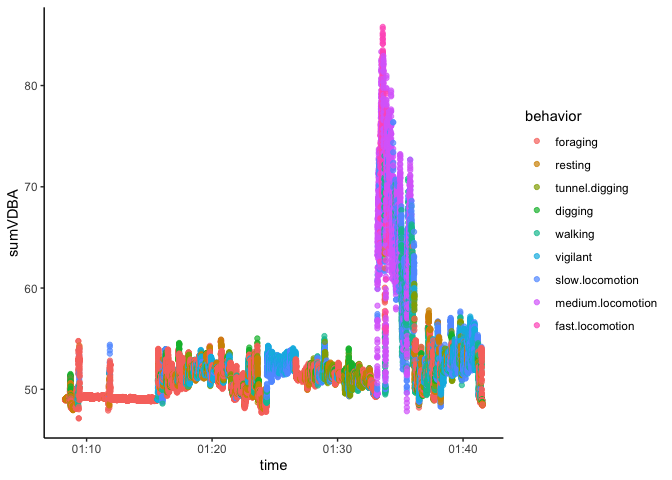 80
70
60
50
sumVDBA
01:10 01:20 01:30 01:40
time
behavior
foraging
resting
tunnel.digging
digging
walking
vigilant
slow.locomotion
medium.locomotion
fast.locomotion